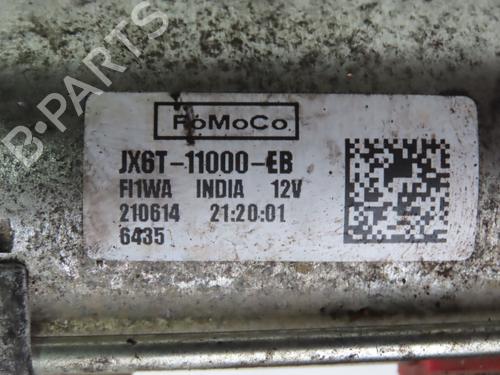 FoMoCo
JX6T-11000-EB
FI1WA INDIA 12V
210614 21:20:01
6435
B-PARTS